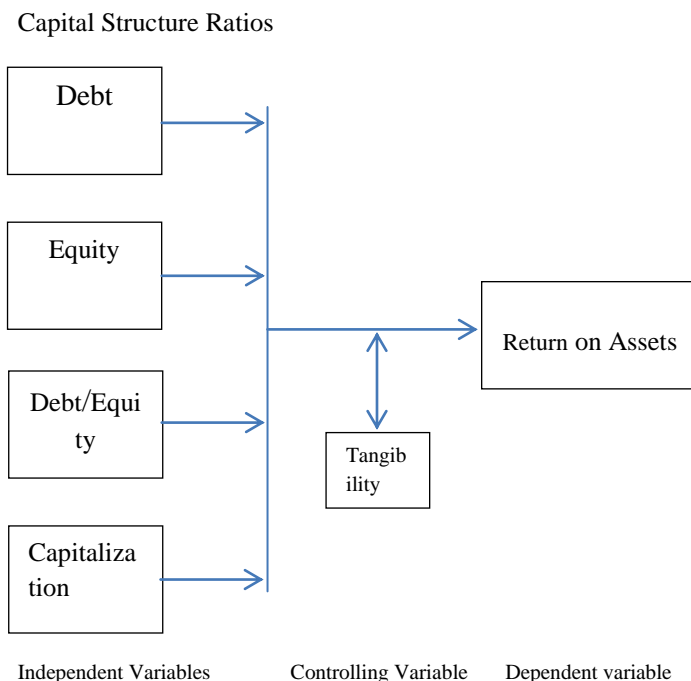 Capital Structure Ratios
Debt
Equity
Debt/Equi
ty
Capitaliza
tion
Tangib
ility
Return on Assets
Independent Variables
Controlling Variable
Dependent variable